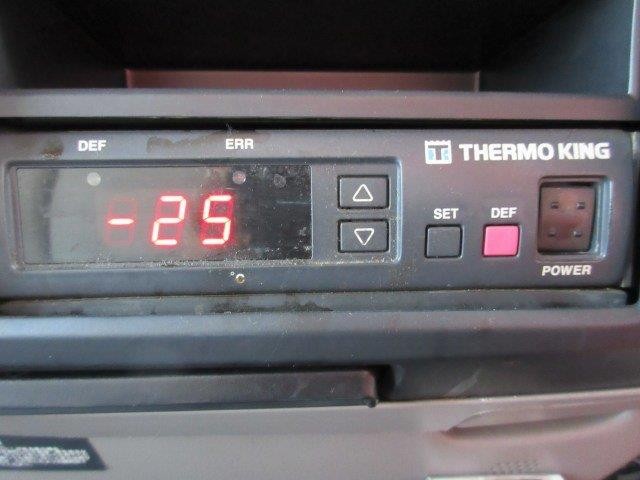 DEF ERR
THERMO KING
-25
SET DEF
°C
POWER